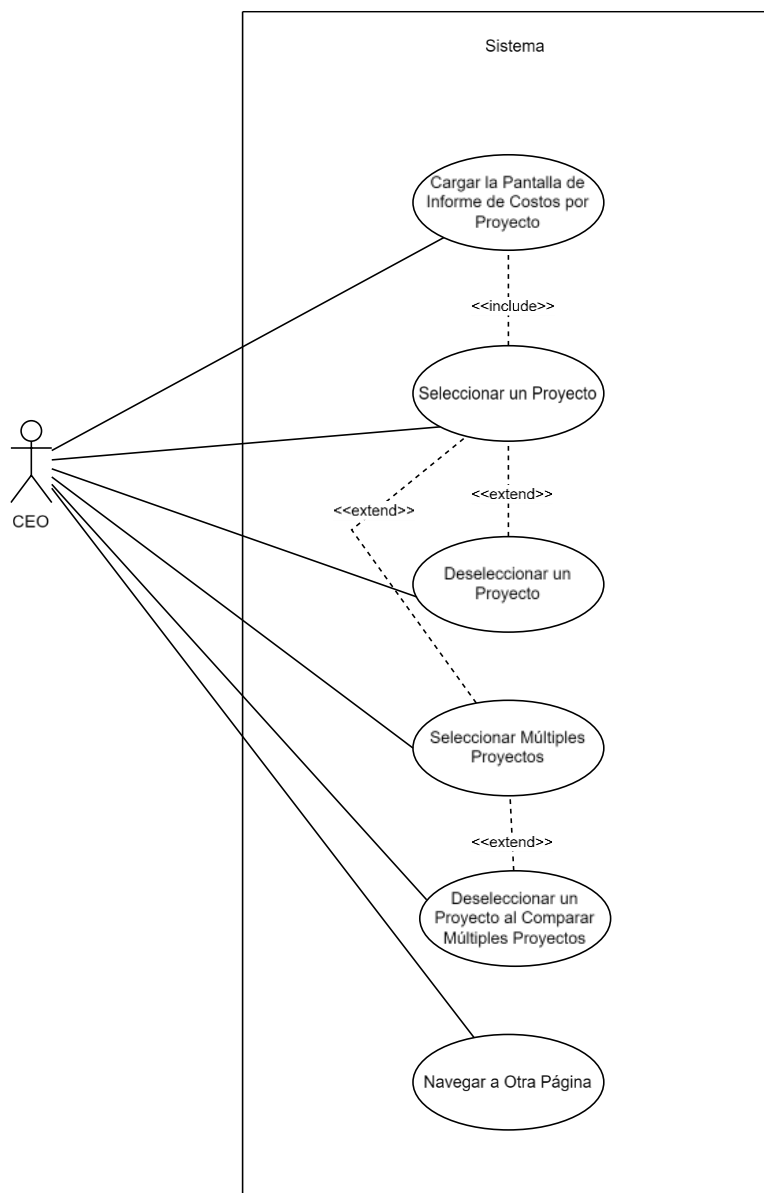 Sistema
Cargar la Pantalla de
Informe de Costos por
Proyecto
<<include>>
Seleccionar un Proyecto
<<extend>>
<<extend>>
CEO
Deseleccionar un
Proyecto
Seleccionar Múltiples
Proyectos
<<extend>>
Deseleccionar un
Proyecto al Comparar
Múltiples Proyectos
Navegar a Otra Página